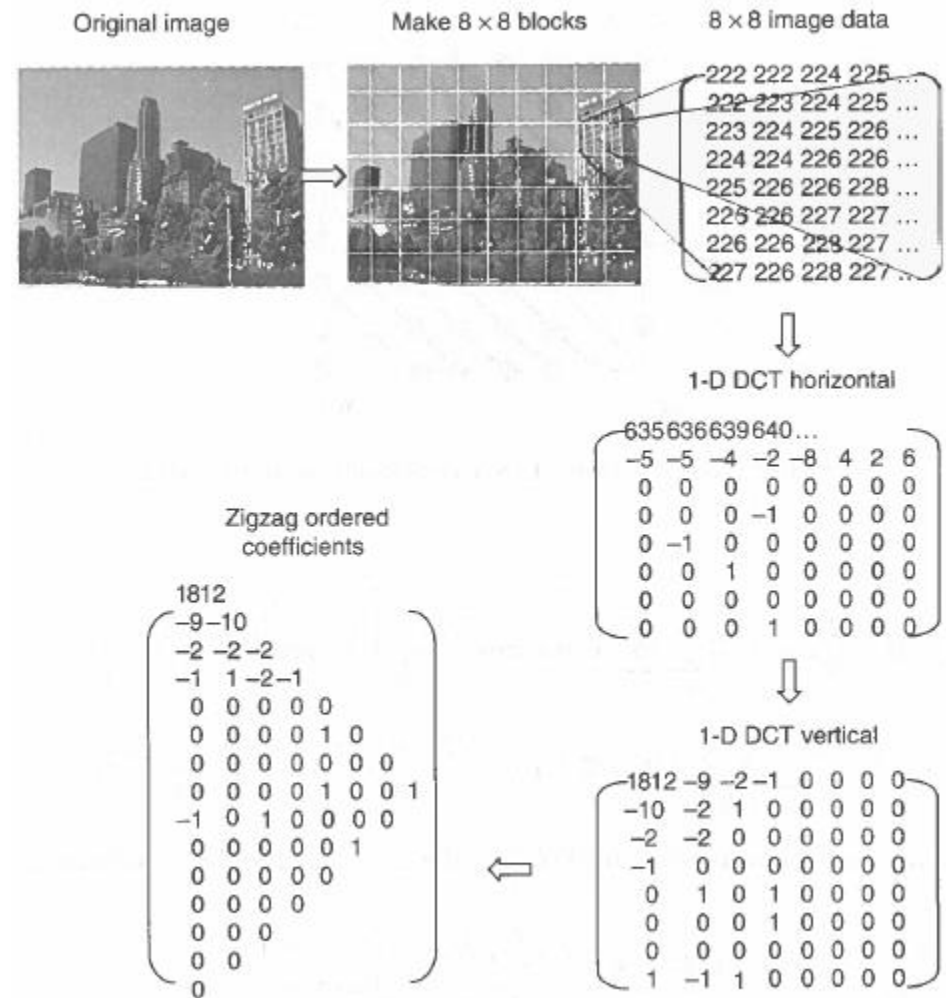 Original image
Make 8 × 8 blocks
8 × 8 image data
222 222 224 225 ...
222 223 224 225 ...
223 224 225 226 ...
224 224 226 226 ...
225 226 226 228 ...
226 227 227 ...
226 226 227 ...
227 226 228 227 ...
1-D DCT horizontal
635 636 639 640 ...
–5 –5 –4 –2 –8 4 2 6
0 0 0 0 0 0 0 0
0 0 0 –1 0 0 0 0
0 –1 0 0 0 0 0 0
0 0 1 0 0 0 0 0
0 0 0 0 0 0 0 0
0 0 0 1 0 0 0 0
1-D DCT vertical
1812 –9 –2 –1 0 0 0 0
–10 –2 1 0 0 0 0 0
–2 –2 0 0 0 0 0 0
–1 0 0 0 0 0 0 0
0 1 0 1 0 0 0 0
0 0 0 1 0 0 0 0
0 0 0 0 0 0 0 0
1 –1 1 0 0 0 0 0
Zigzag ordered
coefficients
1812
–9 –10
–2 –2 –2
–1 1 –2 –1
0 0 0 0 0
0 0 0 0 1 0
0 0 0 0 0 0 0
0 0 0 0 1 0 0 1
–1 0 1 0 0 0 0
0 0 0 0 0 1
0 0 0 0 0
0 0 0 0
0 0 0
0 0
0